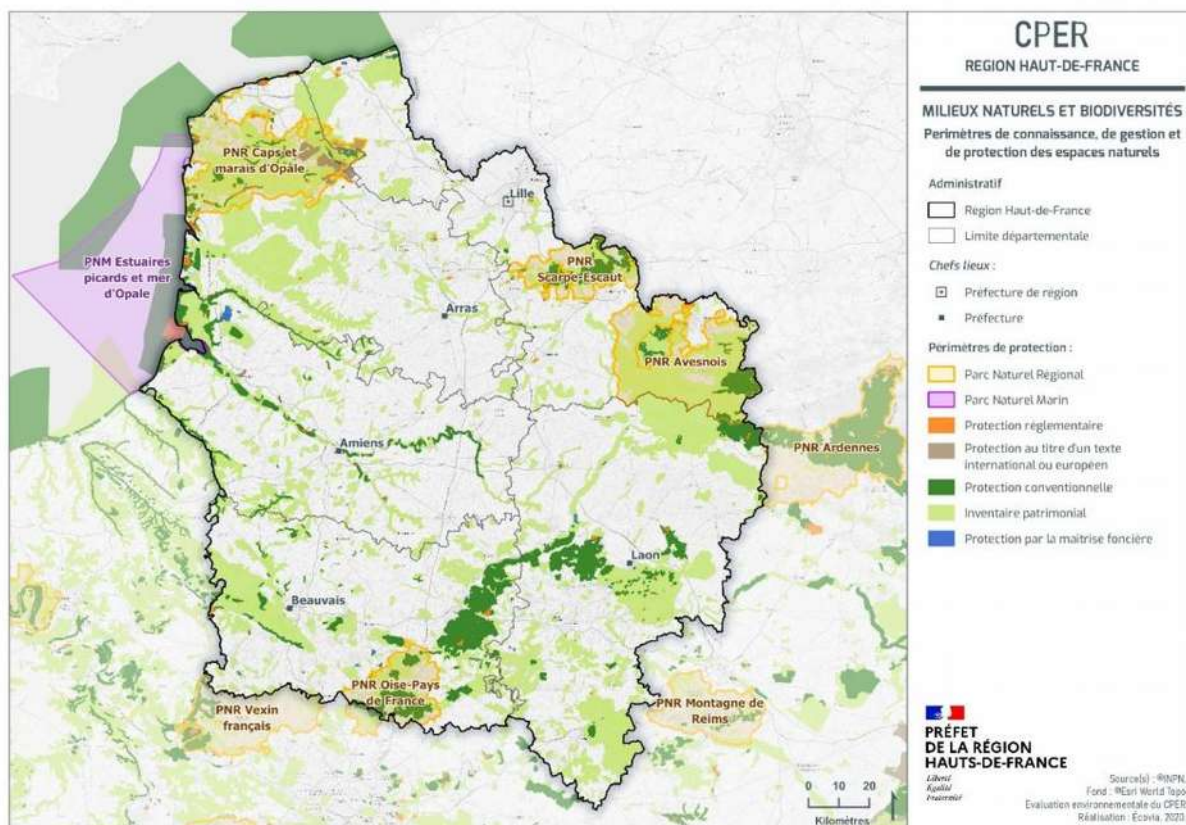 CPER
REGION HAUT-DE-FRANCE
MILIEUX NATURELS ET BIODIVERSITÉS
Perimètres de connaissance, de gestion et
de protection des espaces naturels
Administratif
Region Haut-de-France
Limite départementale
Chefs lieux :
Préfecture de région
Préfecture
Périmètres de protection :
Parc Naturel Régional
Parc Naturel Marin
Protection réglementaire
Protection au titre d'un texte
international ou européen
Protection conventionnelle
Inventaire patrimonial
Protection par la maîtrise foncière
PRÉFET
DE LA RÉGION
HAUTS-DE-FRANCE
Liberté
Égalité
Fraternité
Source(s) : ®INPN,
Fond : ®Esri World Topo
Evaluation environnementale du CPER
Réalisation : Écovia, 2020
PNR Caps et
marais d'Opale
Lille
PNM Estuaires
picards et mer
d'Opale
PNR
Scarpe-Escaut
Arras
PNR Avesnois
Amiens
PNR Ardennes
Laon
Beauvais
PNR Oise-Pays
de France
PNR Vexin
français
PNR Montagne de
Reims
0 10 20
Kilomètres